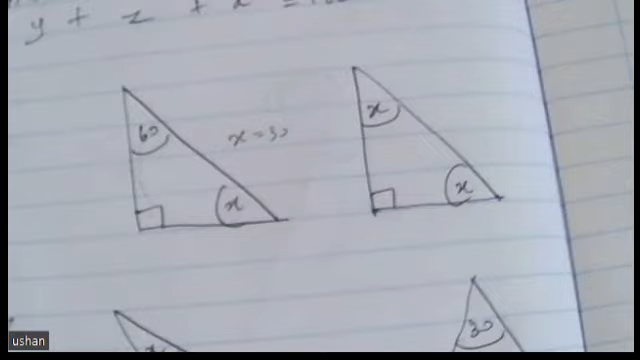 y + z + x =
60
x = 30
x
x
x
30
ushan